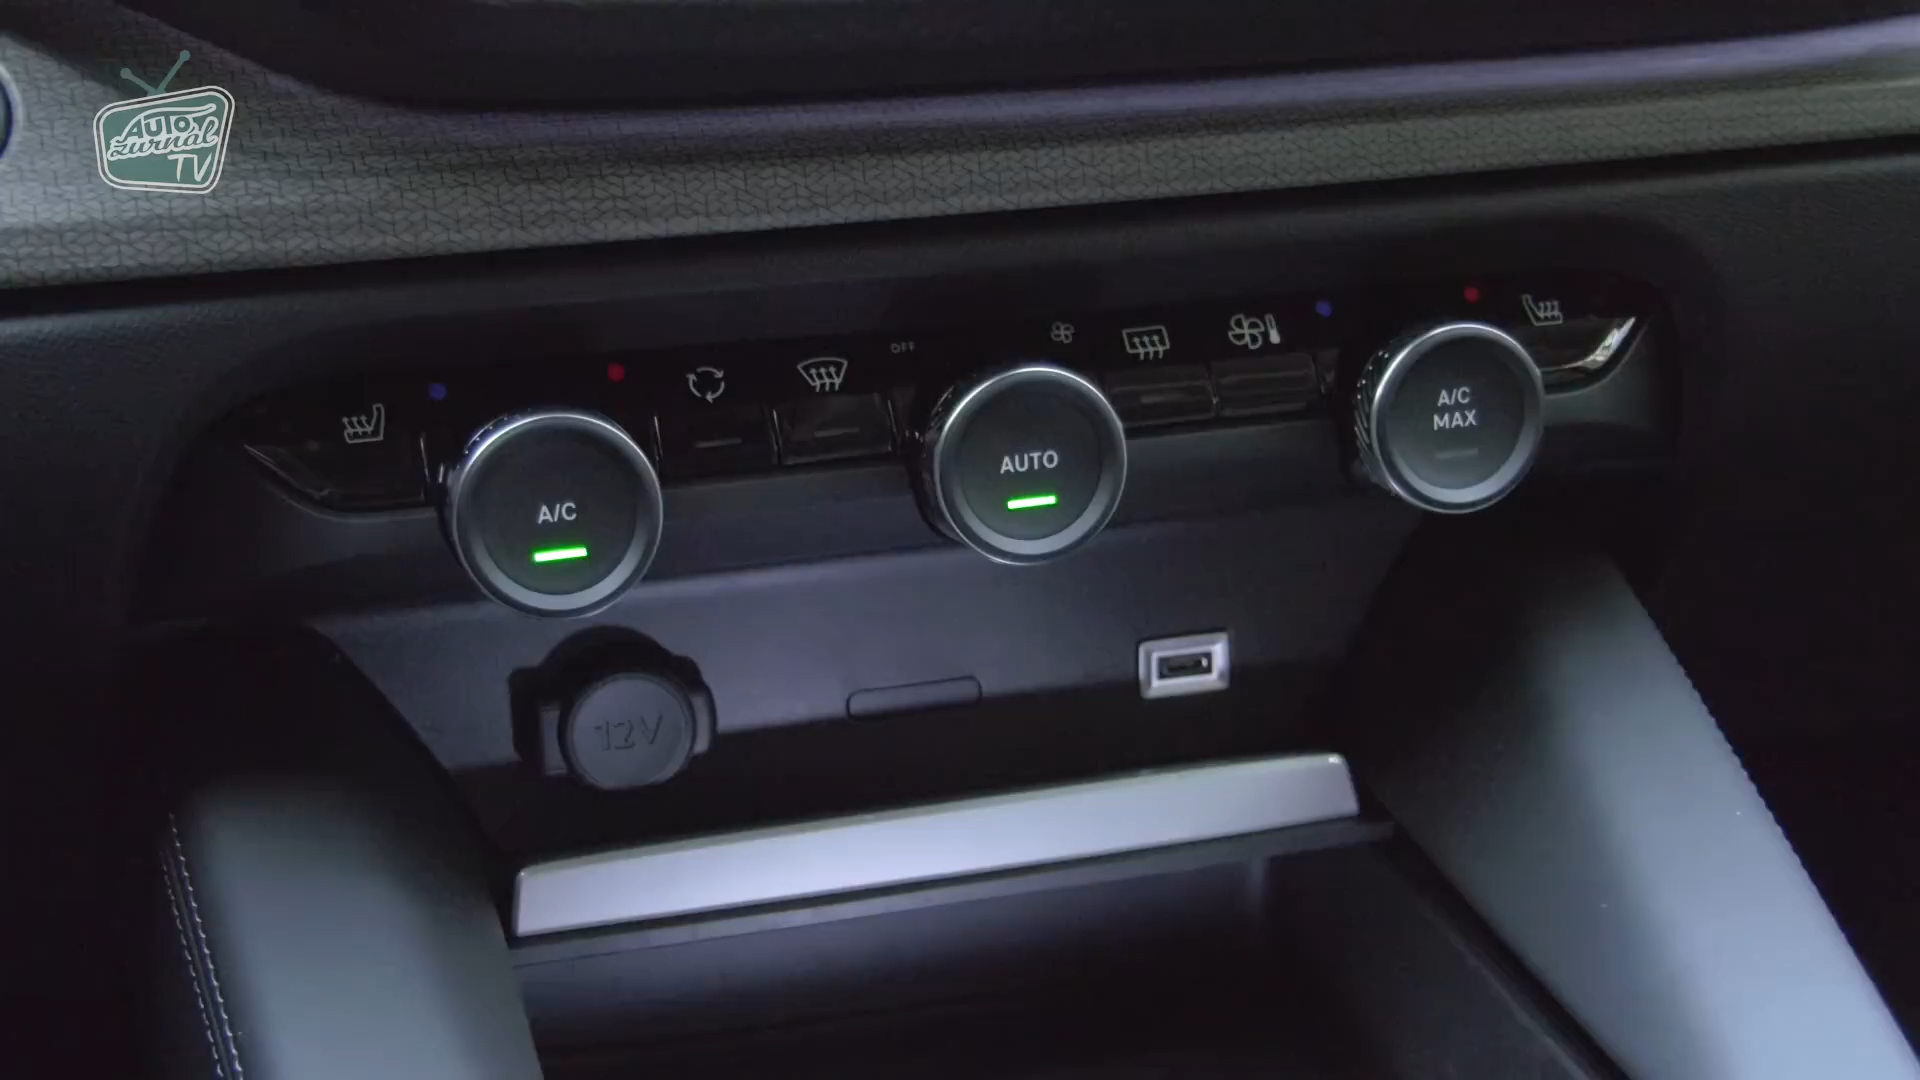 AUTO
žurnal
TV
OFF
A/C
AUTO
A/C
MAX
12V